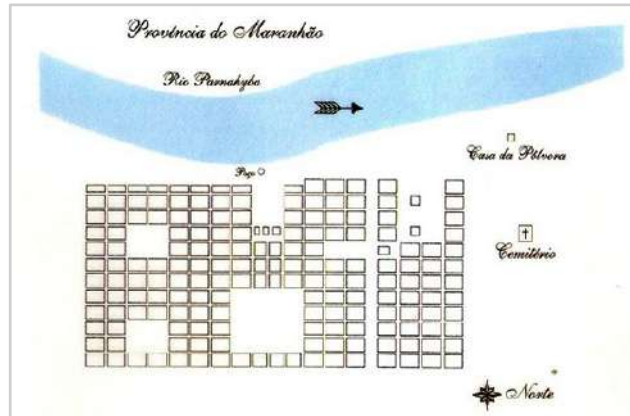 Província do Maranhão
Rio Parnahyba
Poço
Casa da Pólvora
Cemitério
Norte